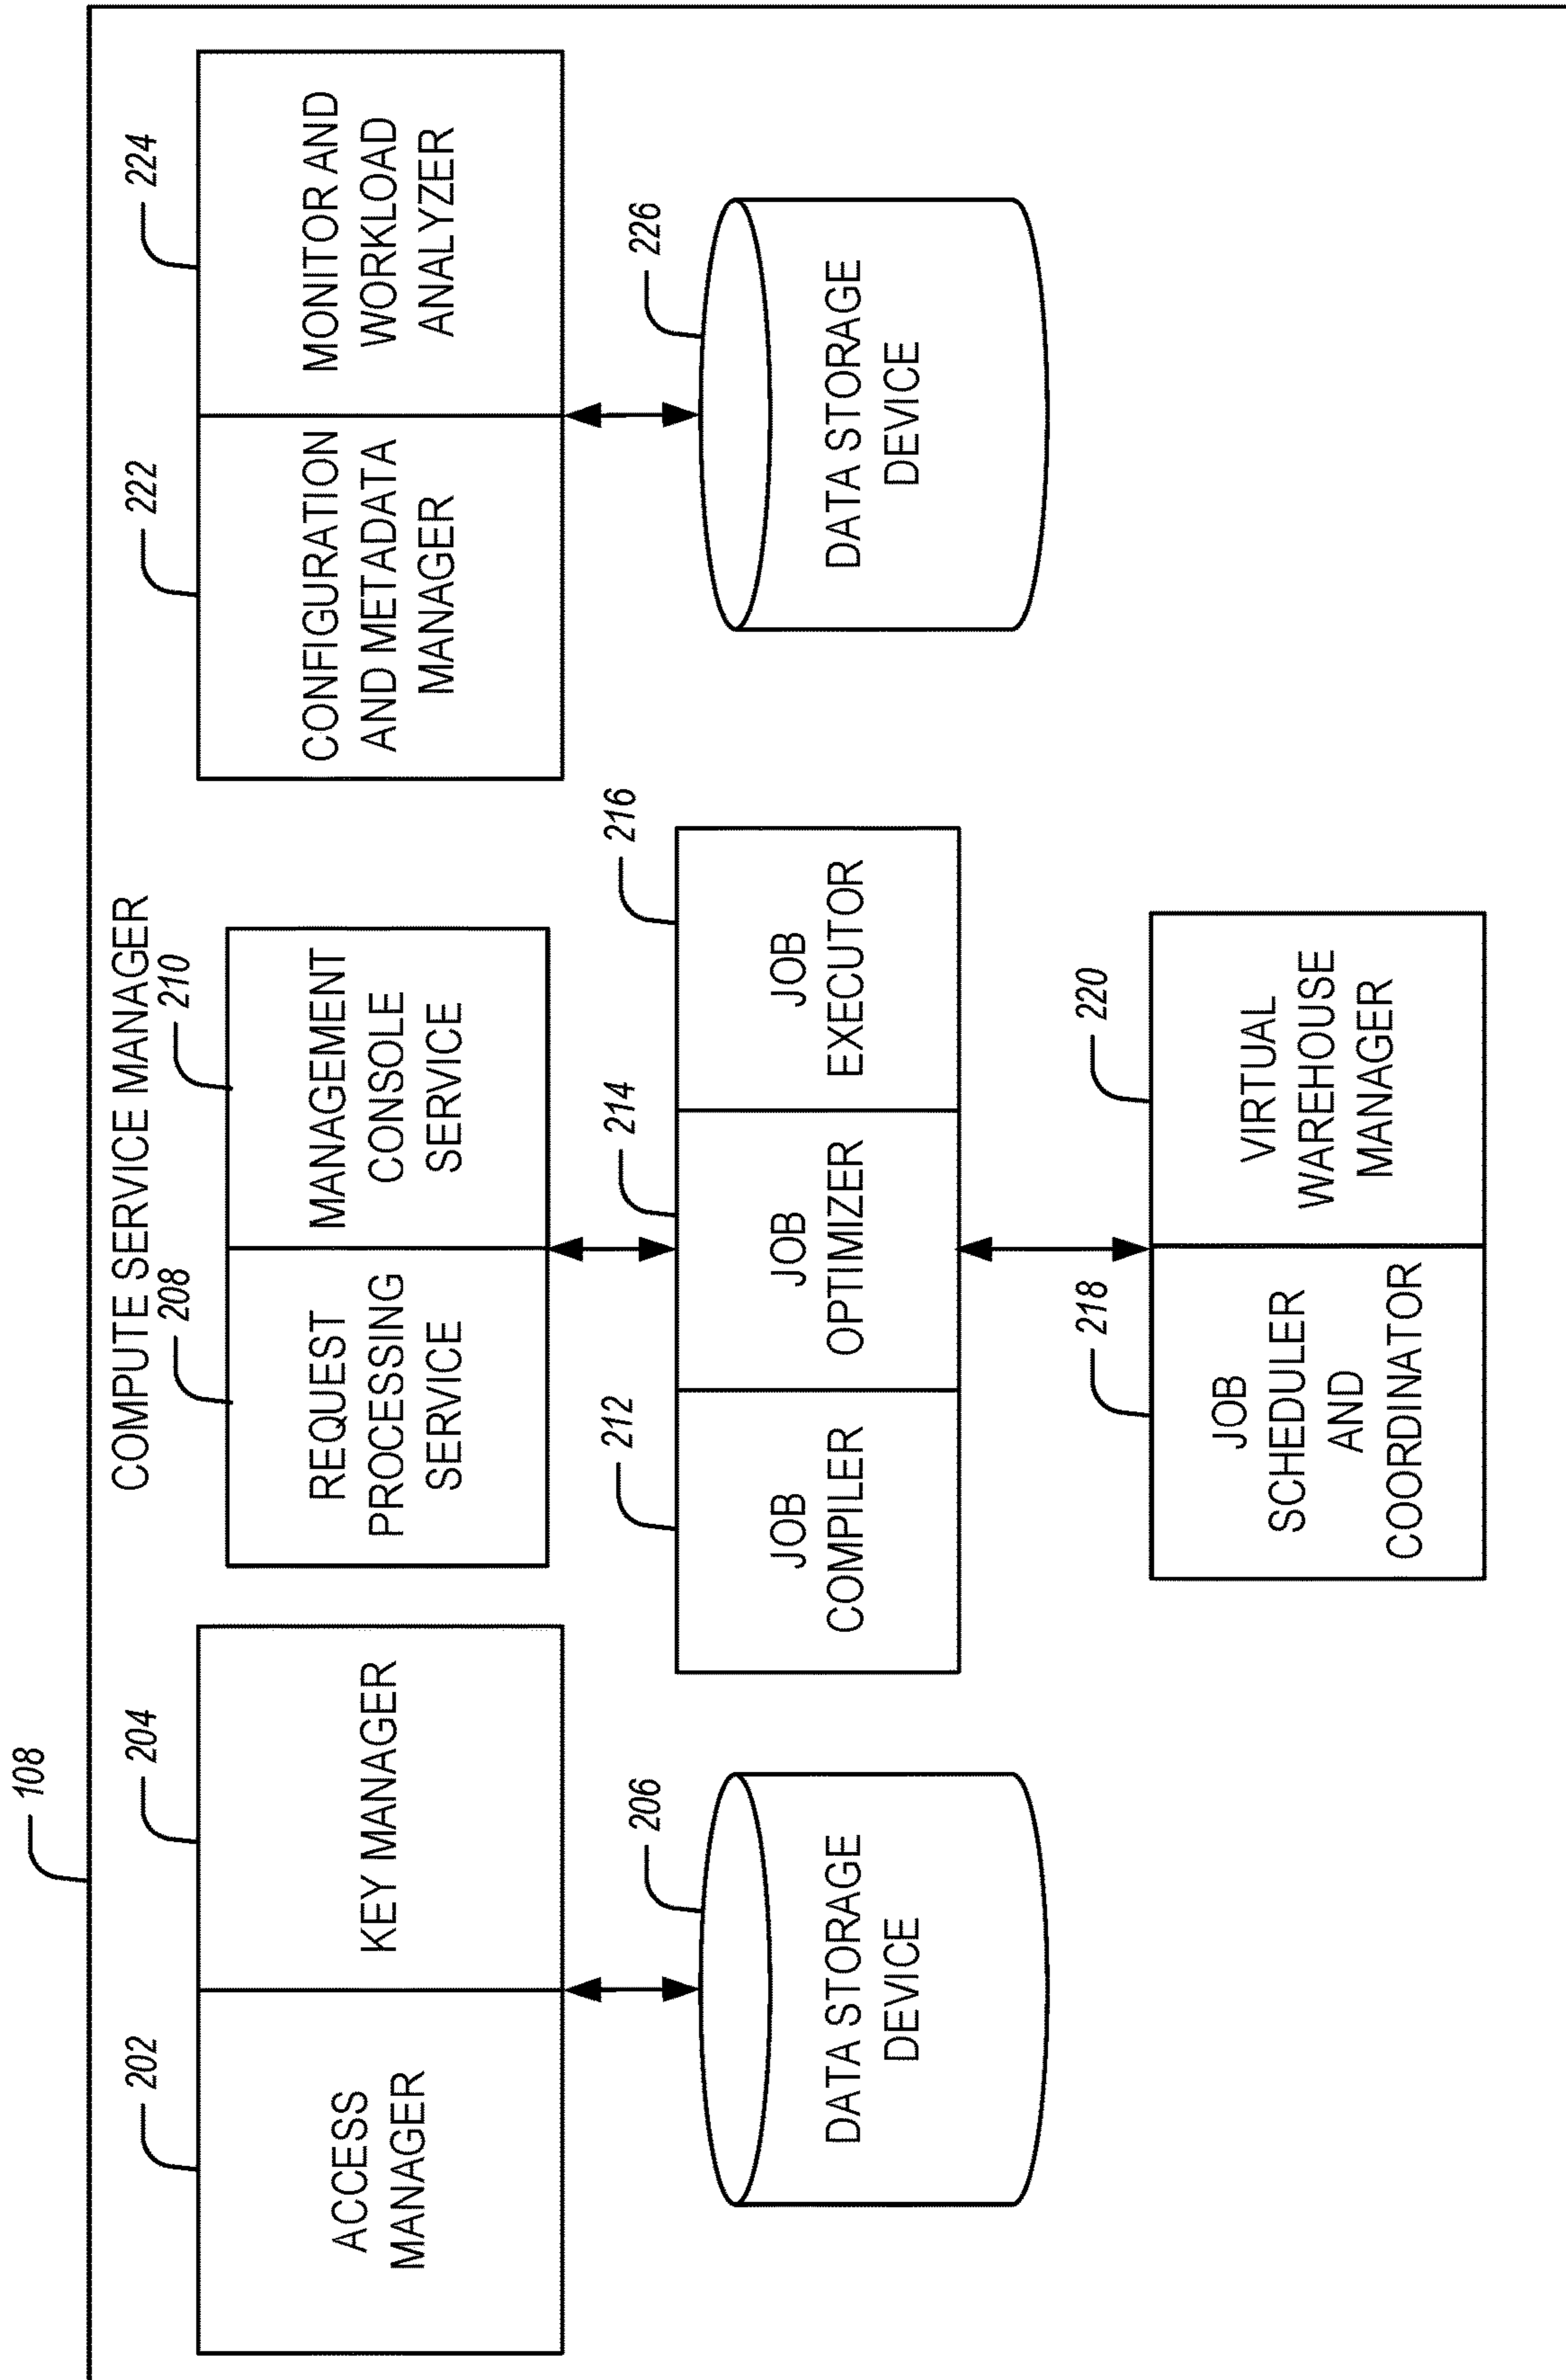 108
COMPUTE SERVICE MANAGER
202
204
ACCESS
MANAGER
KEY MANAGER
206
DATA STORAGE
DEVICE
208
210
REQUEST
PROCESSING
SERVICE
MANAGEMENT
CONSOLE
SERVICE
212
214
216
JOB
COMPILER
JOB
OPTIMIZER
JOB
EXECUTOR
218
220
JOB
SCHEDULER
AND
COORDINATOR
VIRTUAL
WAREHOUSE
MANAGER
222
224
CONFIGURATION
AND METADATA
MANAGER
MONITOR AND
WORKLOAD
ANALYZER
226
DATA STORAGE
DEVICE